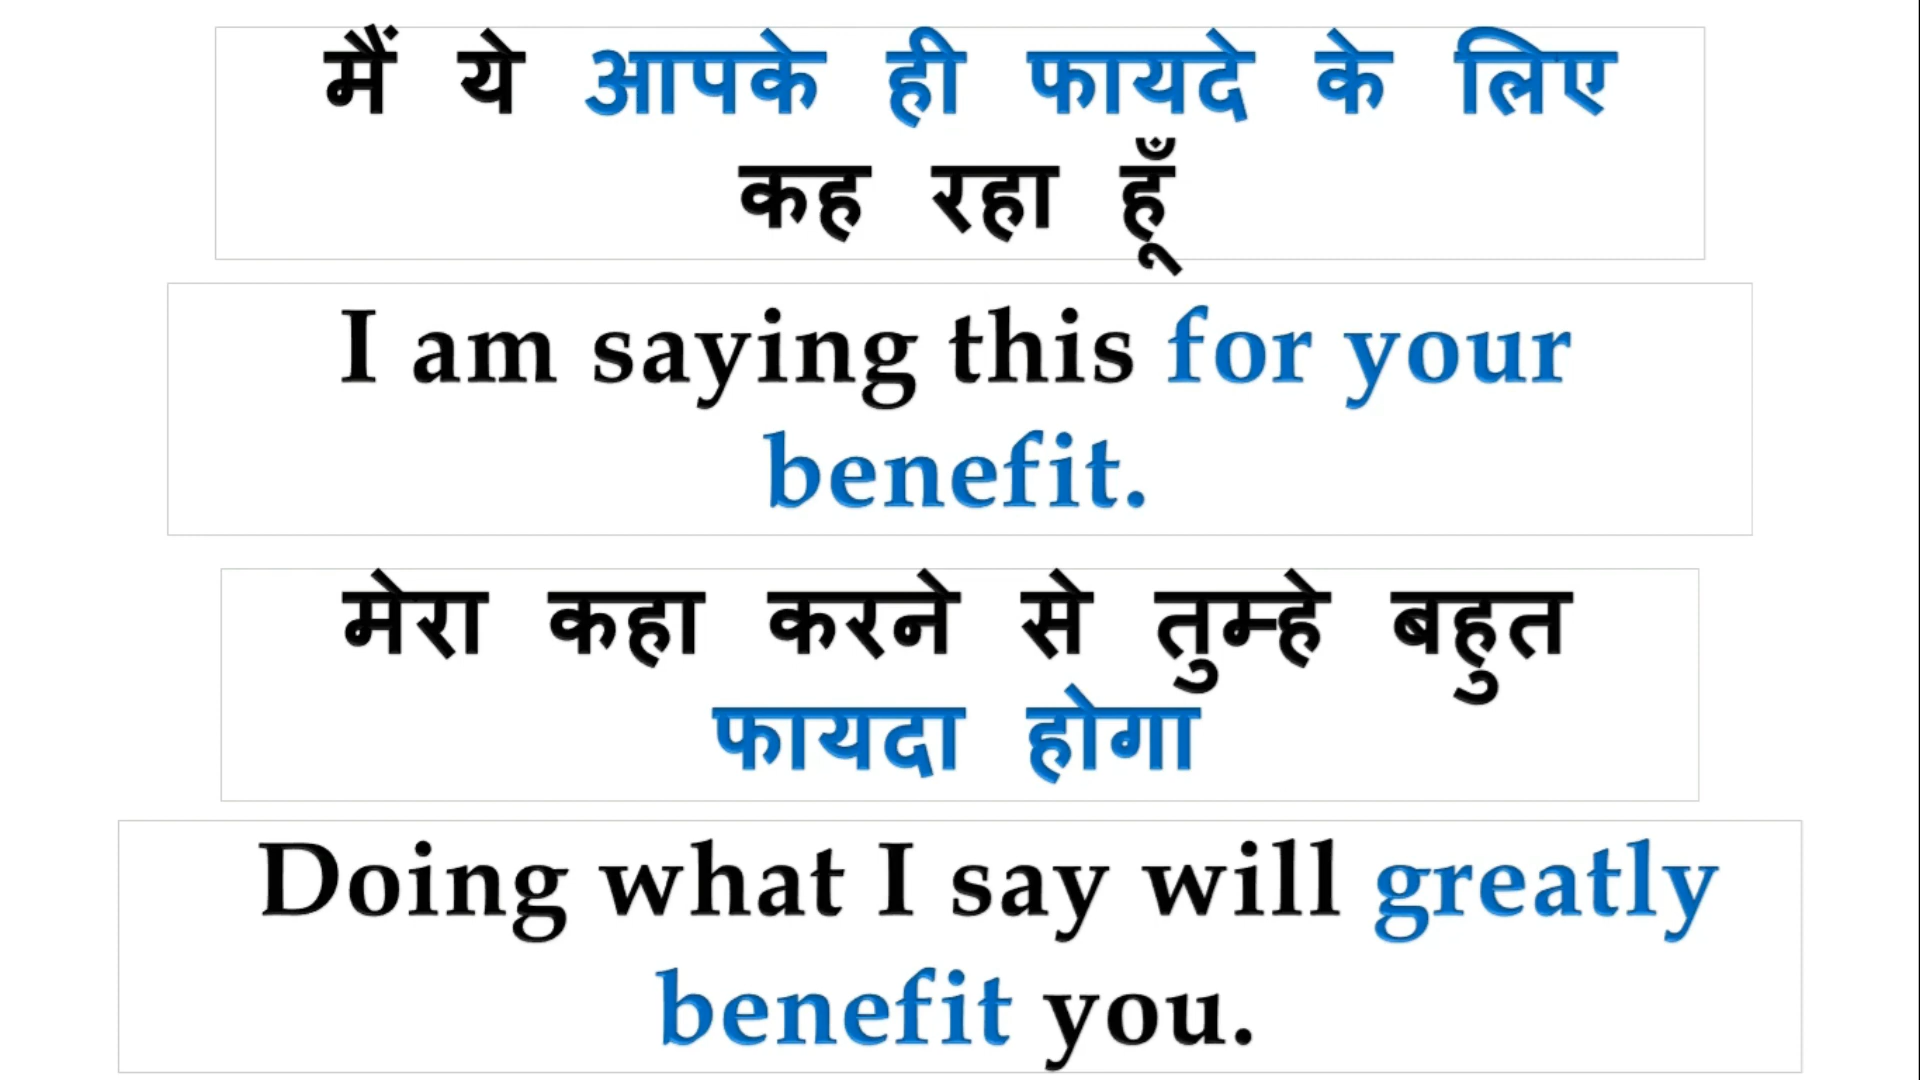 मैं ये आपके ही फायदे के लिए
कह रहा हूँ
I am saying this for your
benefit.
मेरा कहा करने से तुम्हे बहुत
फायदा होगा
Doing what I say will greatly
benefit you.